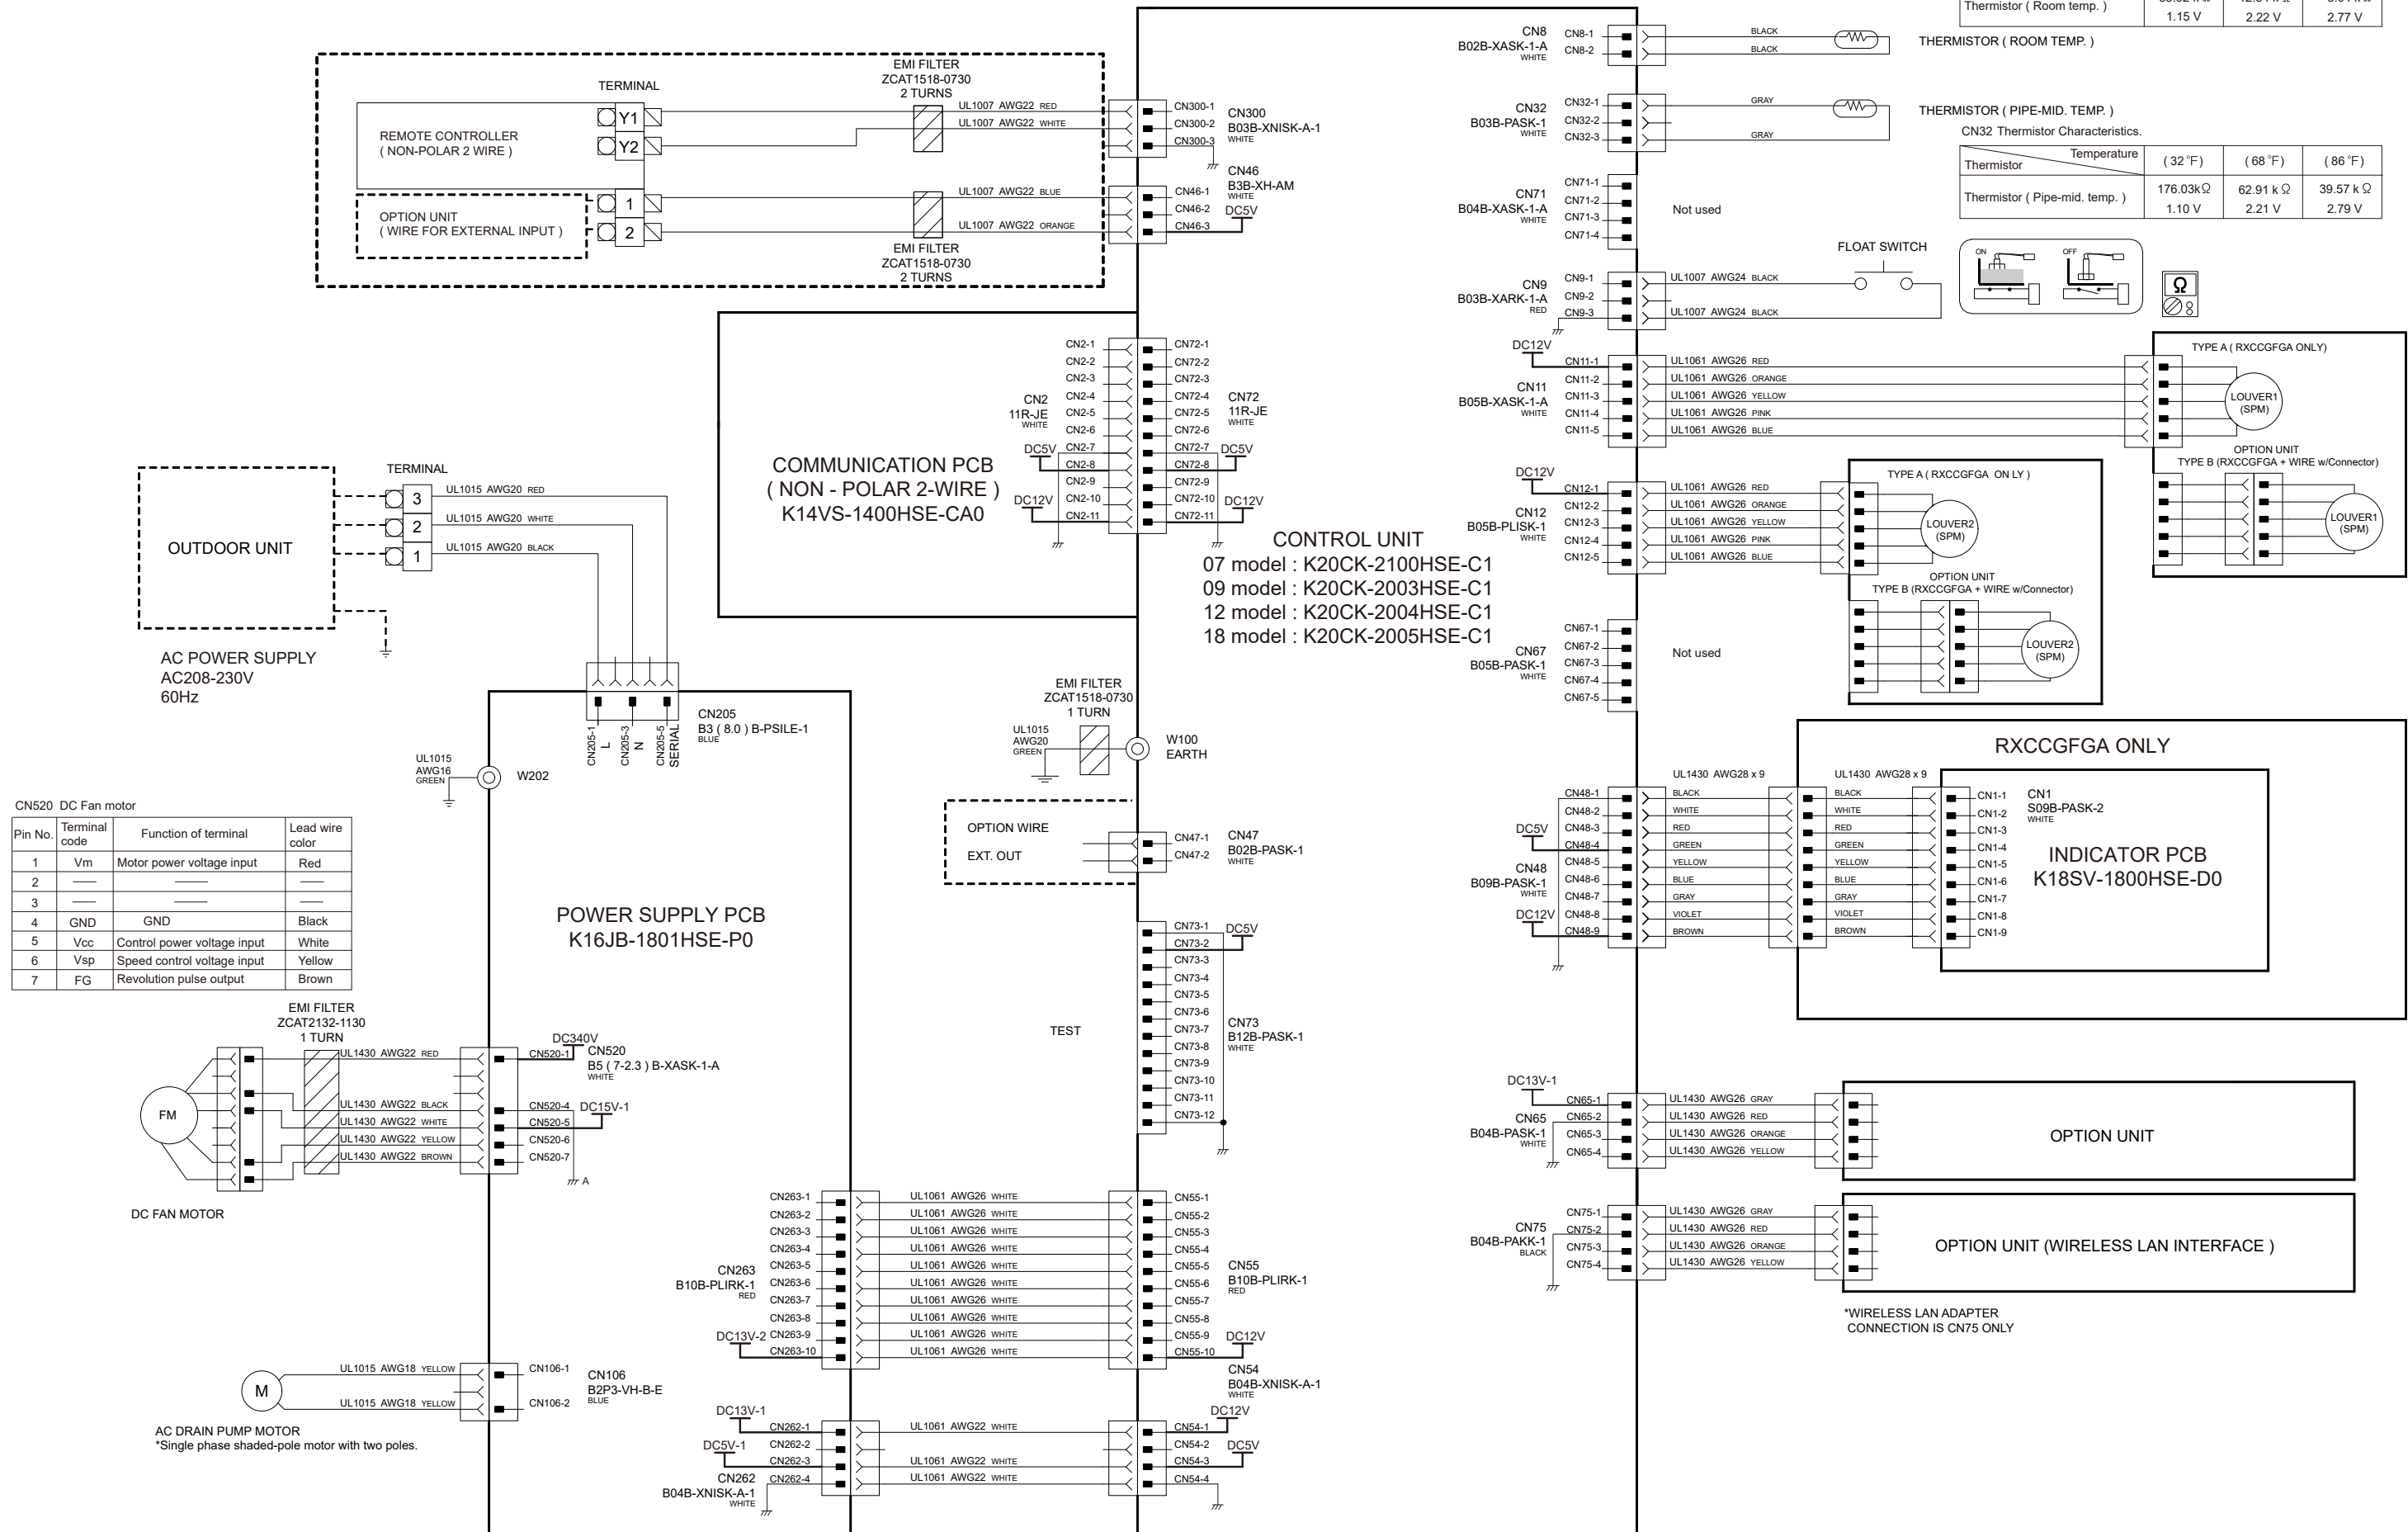 Thermistor ( Room temp. )
1.15 V
2.22 V
2.77 V
CN8
B02B-XASK-1-A
WHITE
CN8-1
CN8-2
BLACK
BLACK
THERMISTOR ( ROOM TEMP. )
EMI FILTER
ZCAT1518-0730
2 TURNS
TERMINAL
REMOTE CONTROLLER
( NON-POLAR 2 WIRE )
Y1
Y2
UL1007 AWG22 RED
UL1007 AWG22 WHITE
CN300-1
CN300-2
CN300-3
CN300
B03B-XNISK-A-1
WHITE
OPTION UNIT
( WIRE FOR EXTERNAL INPUT )
1
2
UL1007 AWG22 BLUE
UL1007 AWG22 ORANGE
EMI FILTER
ZCAT1518-0730
2 TURNS
CN46
B3B-XH-AM
WHITE
CN46-1
CN46-2
CN46-3
DC5V
CN32
B03B-PASK-1
WHITE
CN32-1
CN32-2
CN32-3
GRAY
GRAY
THERMISTOR ( PIPE-MID. TEMP. )
CN32 Thermistor Characteristics.
Temperature
Thermistor
( 32 °F)
( 68 °F)
( 86 °F)
Thermistor ( Pipe-mid. temp. )
176.03kΩ
62.91 k Ω
39.57 k Ω
1.10 V
2.21 V
2.79 V
CN71
B04B-XASK-1-A
WHITE
CN71-1
CN71-2
CN71-3
CN71-4
Not used
FLOAT SWITCH
ON
OFF
Ω
CN9
B03B-XARK-1-A
RED
CN9-1
CN9-2
CN9-3
UL1007 AWG24 BLACK
UL1007 AWG24 BLACK
DC12V
CN11
B05B-XASK-1-A
WHITE
CN11-1
CN11-2
CN11-3
CN11-4
CN11-5
UL1061 AWG26 RED
UL1061 AWG26 ORANGE
UL1061 AWG26 YELLOW
UL1061 AWG26 PINK
UL1061 AWG26 BLUE
TYPE A ( RXCCGFGA ONLY)
LOUVER1
(SPM)
OPTION UNIT
TYPE B (RXCCGFGA + WIRE w/Connector)
LOUVER1
(SPM)
DC12V
CN12
B05B-PLISK-1
WHITE
CN12-1
CN12-2
CN12-3
CN12-4
CN12-5
UL1061 AWG26 RED
UL1061 AWG26 ORANGE
UL1061 AWG26 YELLOW
UL1061 AWG26 PINK
UL1061 AWG26 BLUE
TYPE A ( RXCCGFGA ON LY )
LOUVER2
(SPM)
OPTION UNIT
TYPE B (RXCCGFGA + WIRE w/Connector)
LOUVER2
(SPM)
COMMUNICATION PCB
( NON - POLAR 2-WIRE )
K14VS-1400HSE-CA0
CN2
11R-JE
WHITE
CN2-1
CN2-2
CN2-3
CN2-4
CN2-5
CN2-6
CN2-7
CN2-8
CN2-9
CN2-10
CN2-11
DC5V
DC12V
CN72-1
CN72-2
CN72-3
CN72-4
CN72-5
CN72-6
CN72-7
CN72-8
CN72-9
CN72-10
CN72-11
CN72
11R-JE
WHITE
DC5V
DC12V
CONTROL UNIT
07 model : K20CK-2100HSE-C1
09 model : K20CK-2003HSE-C1
12 model : K20CK-2004HSE-C1
18 model : K20CK-2005HSE-C1
TERMINAL
OUTDOOR UNIT
3
2
1
UL1015 AWG20 RED
UL1015 AWG20 WHITE
UL1015 AWG20 BLACK
AC POWER SUPPLY
AC208-230V
60Hz
CN205
B3 ( 8.0 ) B-PSILE-1
BLUE
CN205-1
L
CN205-3
N
CN205-5
SERIAL
UL1015
AWG16
GREEN
W202
EMI FILTER
ZCAT1518-0730
1 TURN
UL1015
AWG20
GREEN
W100
EARTH
CN67
B05B-PASK-1
WHITE
CN67-1
CN67-2
CN67-3
CN67-4
CN67-5
Not used
CN520 DC Fan motor
Pin No.
Terminal code
Function of terminal
Lead wire color
1 Vm Motor power voltage input Red
2 —— —— ——
3 —— —— ——
4 GND GND Black
5 Vcc Control power voltage input White
6 Vsp Speed control voltage input Yellow
7 FG Revolution pulse output Brown
POWER SUPPLY PCB
K16JB-1801HSE-P0
OPTION WIRE
EXT. OUT
CN47-1
CN47-2
CN47
B02B-PASK-1
WHITE
RXCCGFGA ONLY
UL1430 AWG28 x 9
UL1430 AWG28 x 9
DC5V
DC12V
CN48
B09B-PASK-1
WHITE
CN48-1
CN48-2
CN48-3
CN48-4
CN48-5
CN48-6
CN48-7
CN48-8
CN48-9
BLACK
WHITE
RED
GREEN
YELLOW
BLUE
GRAY
VIOLET
BROWN
BLACK
WHITE
RED
GREEN
YELLOW
BLUE
GRAY
VIOLET
BROWN
CN1-1
CN1-2
CN1-3
CN1-4
CN1-5
CN1-6
CN1-7
CN1-8
CN1-9
CN1
S09B-PASK-2
WHITE
INDICATOR PCB
K18SV-1800HSE-D0
TEST
CN73-1
CN73-2
CN73-3
CN73-4
CN73-5
CN73-6
CN73-7
CN73-8
CN73-9
CN73-10
CN73-11
CN73-12
DC5V
CN73
B12B-PASK-1
WHITE
EMI FILTER
ZCAT2132-1130
1 TURN
FM
DC FAN MOTOR
UL1430 AWG22 RED
UL1430 AWG22 BLACK
UL1430 AWG22 WHITE
UL1430 AWG22 YELLOW
UL1430 AWG22 BROWN
DC340V
CN520-1
CN520-4
CN520-5
CN520-6
CN520-7
CN520
B5 ( 7-2.3 ) B-XASK-1-A
WHITE
DC15V-1
A
DC13V-1
CN65
B04B-PASK-1
WHITE
CN65-1
CN65-2
CN65-3
CN65-4
UL1430 AWG26 GRAY
UL1430 AWG26 RED
UL1430 AWG26 ORANGE
UL1430 AWG26 YELLOW
OPTION UNIT
CN75
B04B-PAKK-1
BLACK
CN75-1
CN75-2
CN75-3
CN75-4
UL1430 AWG26 GRAY
UL1430 AWG26 RED
UL1430 AWG26 ORANGE
UL1430 AWG26 YELLOW
OPTION UNIT (WIRELESS LAN INTERFACE )
*WIRELESS LAN ADAPTER
CONNECTION IS CN75 ONLY
CN263
B10B-PLIRK-1
RED
CN263-1
CN263-2
CN263-3
CN263-4
CN263-5
CN263-6
CN263-7
CN263-8
CN263-9
CN263-10
DC13V-2
UL1061 AWG26 WHITE
UL1061 AWG26 WHITE
UL1061 AWG26 WHITE
UL1061 AWG26 WHITE
UL1061 AWG26 WHITE
UL1061 AWG26 WHITE
UL1061 AWG26 WHITE
UL1061 AWG26 WHITE
UL1061 AWG26 WHITE
UL1061 AWG26 WHITE
CN55-1
CN55-2
CN55-3
CN55-4
CN55-5
CN55-6
CN55-7
CN55-8
CN55-9
CN55-10
CN55
B10B-PLIRK-1
RED
DC12V
M
AC DRAIN PUMP MOTOR
*Single phase shaded-pole motor with two poles.
UL1015 AWG18 YELLOW
UL1015 AWG18 YELLOW
CN106-1
CN106-2
CN106
B2P3-VH-B-E
BLUE
DC13V-1
DC5V-1
CN262
B04B-XNISK-A-1
WHITE
CN262-1
CN262-2
CN262-3
CN262-4
UL1061 AWG22 WHITE
UL1061 AWG22 WHITE
UL1061 AWG22 WHITE
CN54
B04B-XNISK-A-1
WHITE
DC12V
CN54-1
CN54-2
CN54-3
CN54-4
DC5V